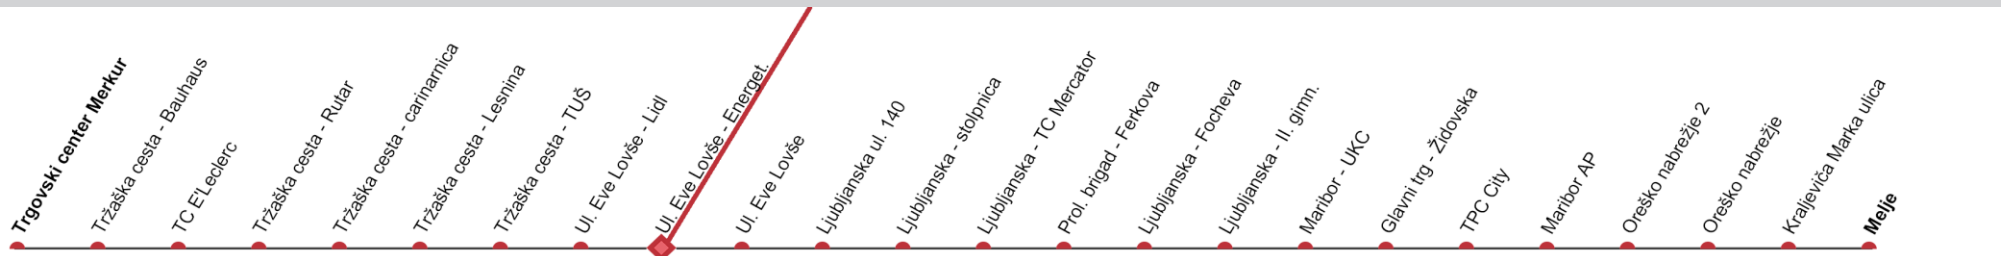 Trgovski center Merkur
Tržaška cesta - Bauhaus
TC E'Leclerc
Tržaška cesta - Rutar
Tržaška cesta - carinarnica
Tržaška cesta - Lesnina
Tržaška cesta - TUŠ
Ul. Eve Lovše - Lidl
Ul. Eve Lovše - Energet.
Ul. Eve Lovše
Ljubljanska ul. 140
Ljubljanska - stolpnica
Ljubljanska - TC Mercator
Prol. brigad - Ferkova
Ljubljanska - Focheva
Ljubljanska - II. gimn.
Maribor - UKC
Glavni trg - Židovska
TPC City
Maribor AP
Oreško nabrežje 2
Oreško nabrežje
Kraljeviča Marka ulica
Melje